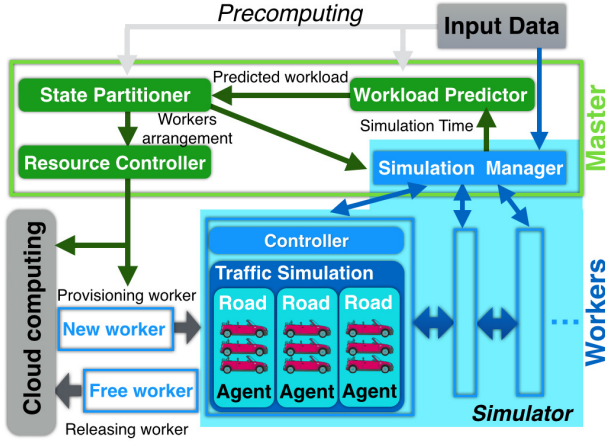 Precomputing
Input Data
State Partitioner
Predicted workload
Workload Predictor
Workers
arrangement
Simulation Time
Resource Controller
Simulation Manager
Master
Cloud computing
Controller
Traffic Simulation
Road Road Road
Agent Agent Agent
Provisioning worker
New worker
Free worker
Releasing worker
...
Workers
Simulator